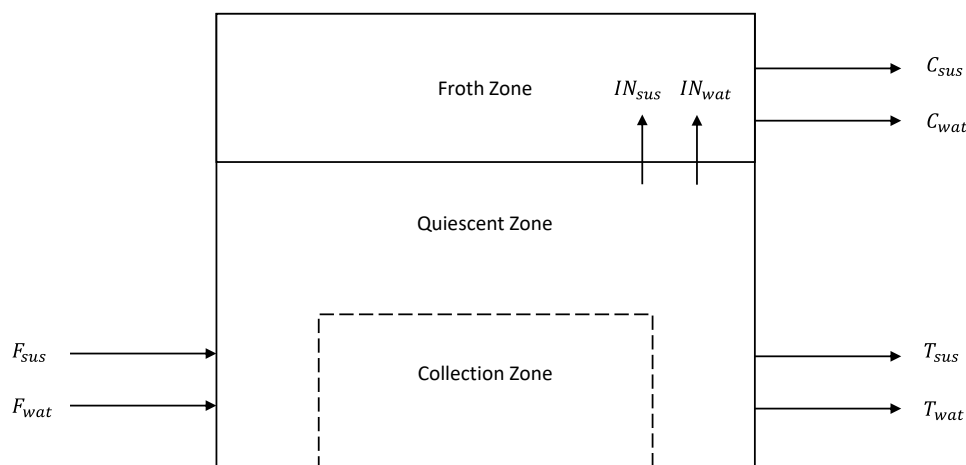 C_sus
Froth Zone
IN_sus IN_wat
C_wat
Quiescent Zone
F_sus
T_sus
Collection Zone
F_wat
T_wat